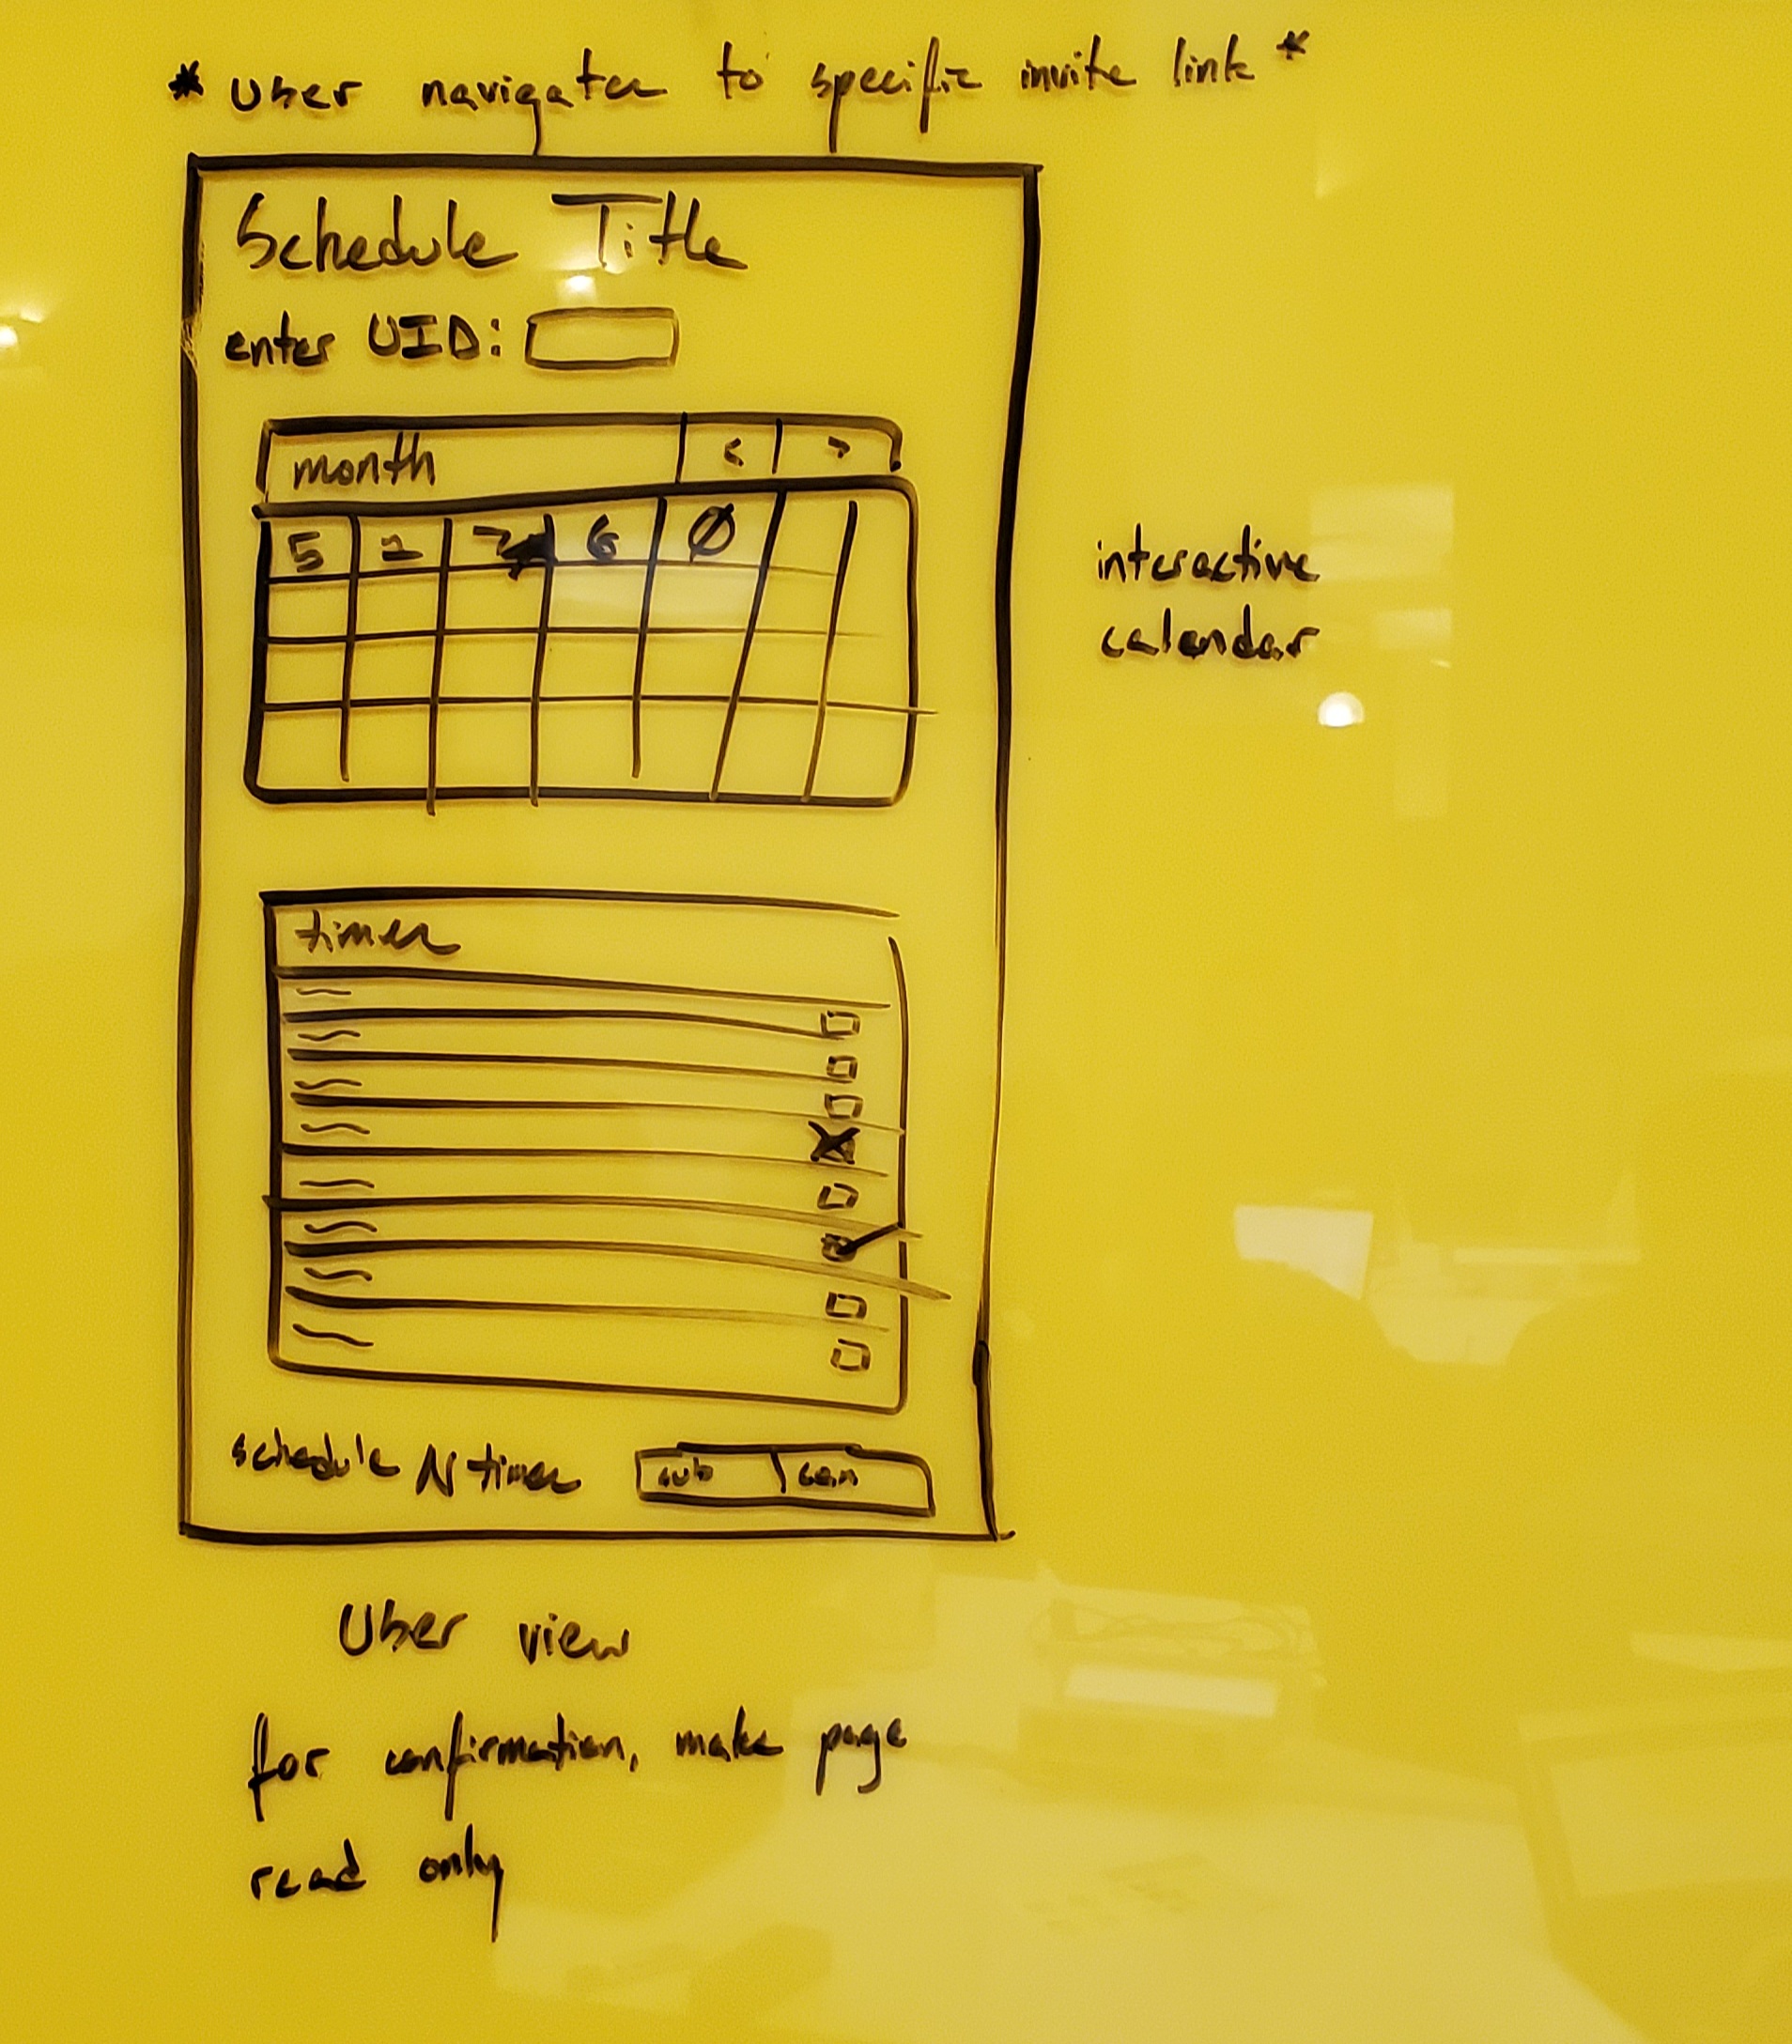 * User navigates to specific invite link *
Schedule Title
enter UID:
month < >
5 2 7 6 Ø
interactive
calendar
times
schedule N times sub can
User view
for confirmation, make page
read only